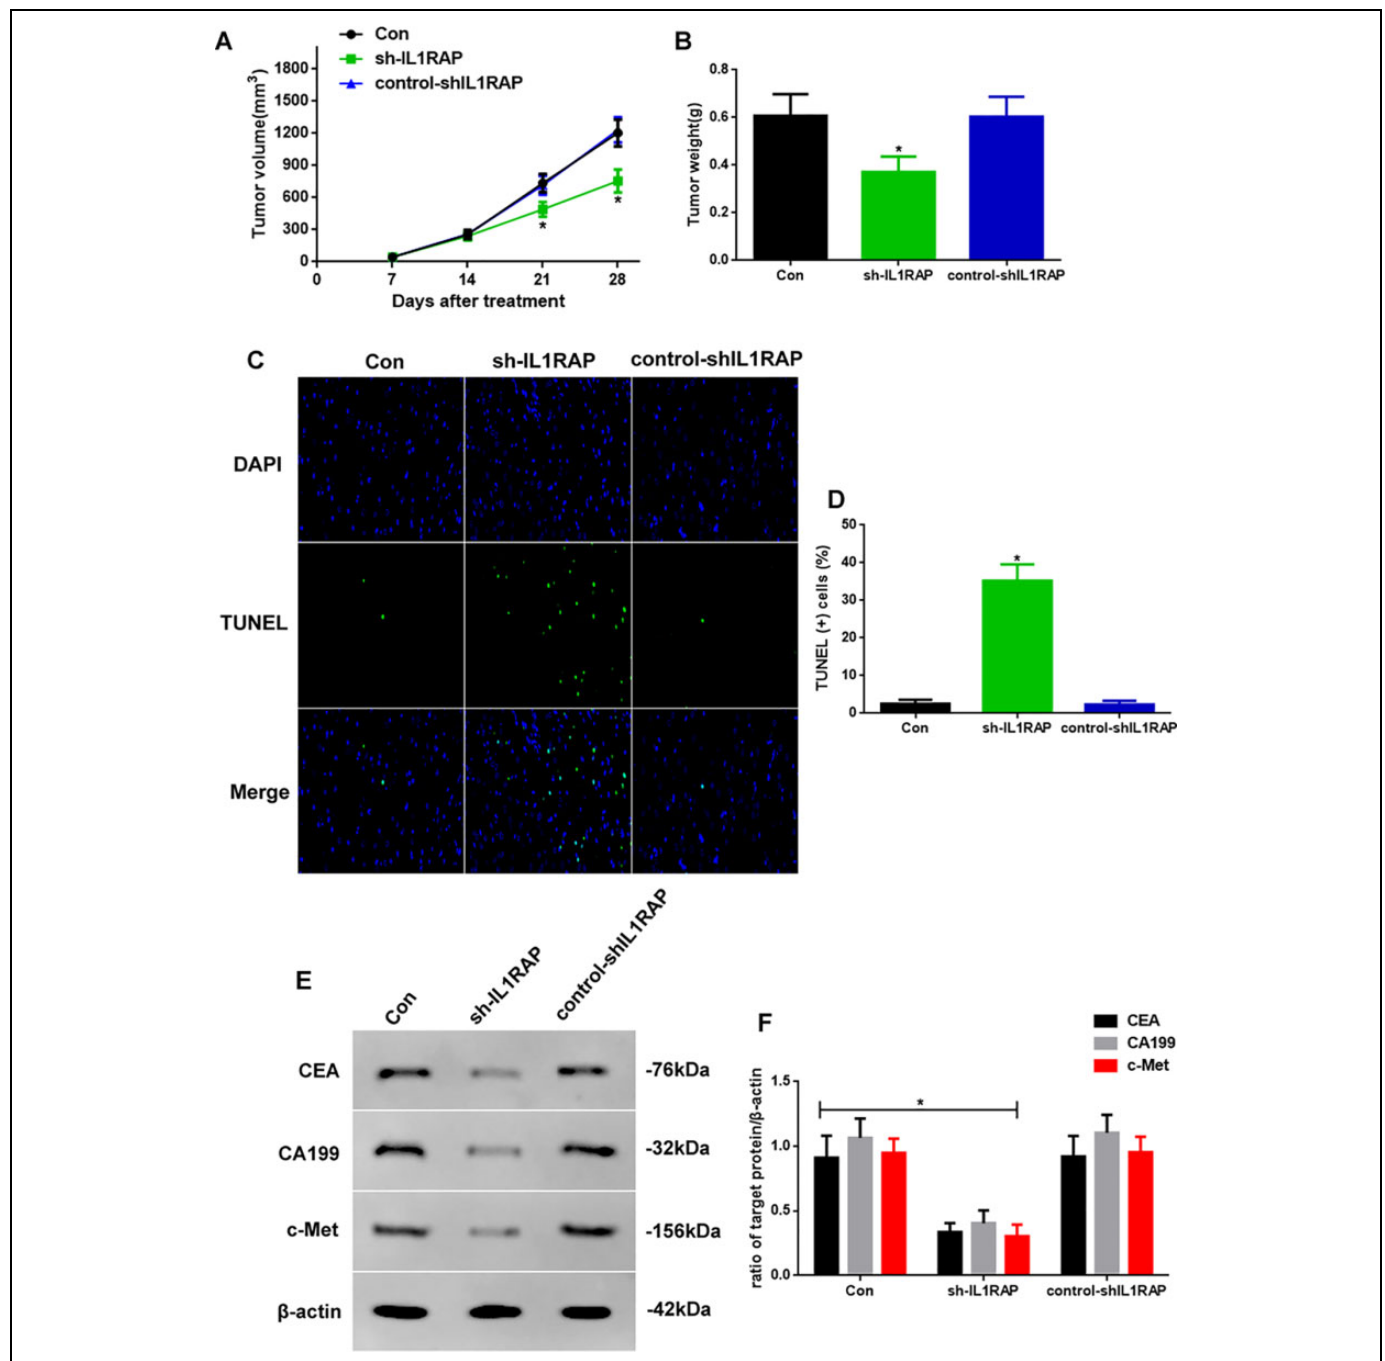 A
Con
sh-IL1RAP
control-shIL1RAP
Tumor volume(mm3)
1800
1500
1200
900
600
300
0
*
*
0 7 14 21 28
Days after treatment
B
Tumor weight(g)
0.8
0.6
0.4
0.2
0.0
*
Con sh-IL1RAP control-shIL1RAP
C
Con sh-IL1RAP control-shIL1RAP
DAPI
TUNEL
Merge
D
TUNEL (+) cells (%)
50
40
30
20
10
0
*
Con sh-IL1RAP control-shIL1RAP
E
Con sh-IL1RAP control-shIL1RAP
CEA -76kDa
CA199 -32kDa
c-Met -156kDa
β-actin -42kDa
F
CEA
CA199
c-Met
ratio of target protein/β-actin
1.5
1.0
0.5
0.0
*
Con sh-IL1RAP control-shIL1RAP